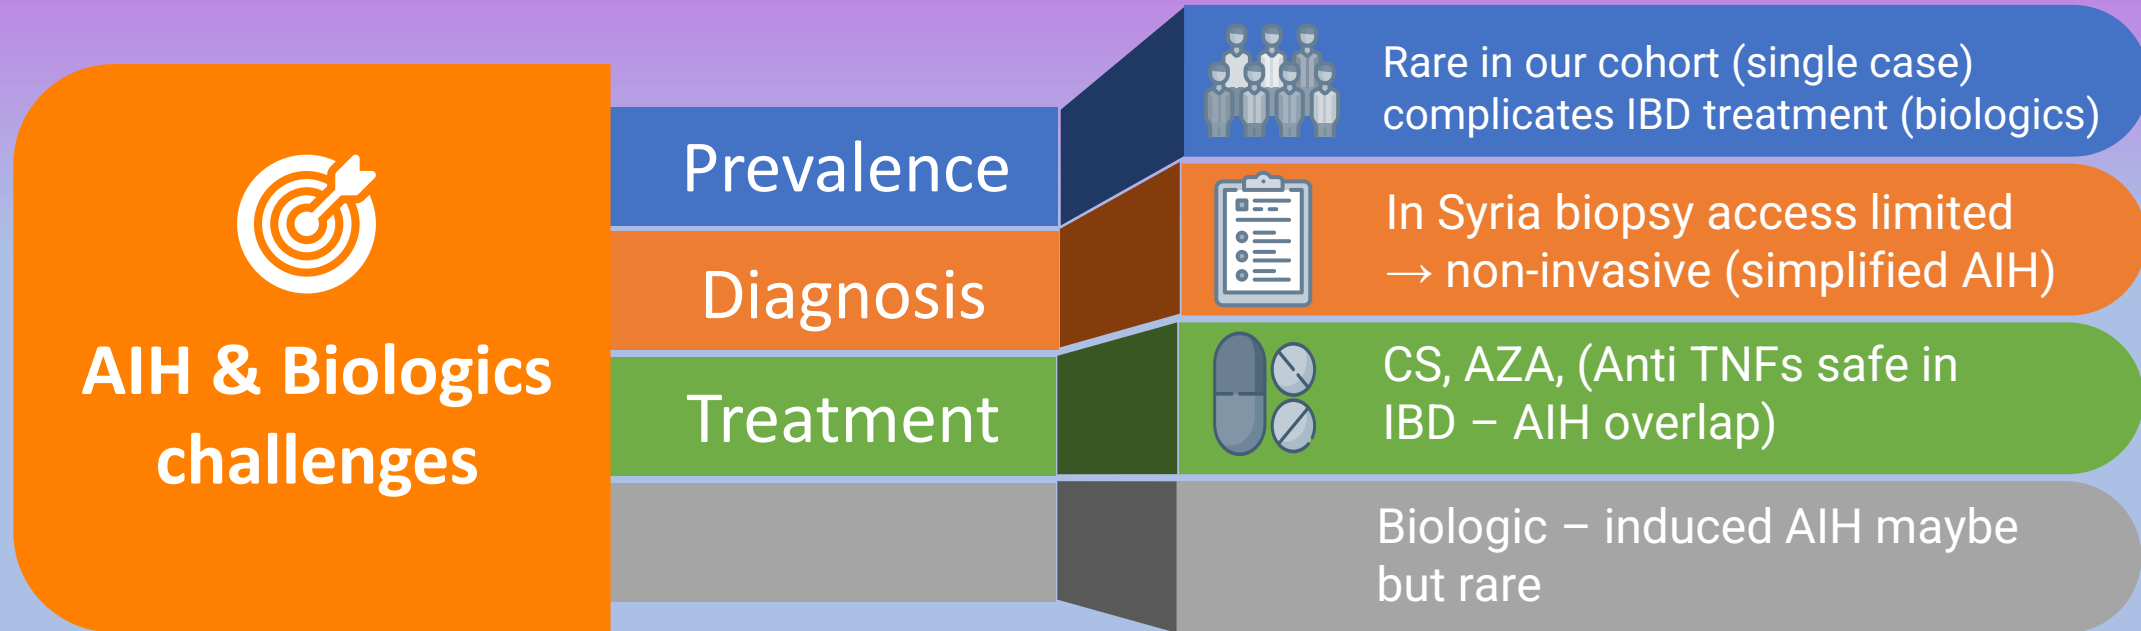 AIH & Biologics
challenges
Prevalence
Rare in our cohort (single case)
complicates IBD treatment (biologics)
Diagnosis
In Syria biopsy access limited
→ non-invasive (simplified AIH)
Treatment
CS, AZA, (Anti TNFs safe in
IBD – AIH overlap)
Biologic – induced AIH maybe
but rare